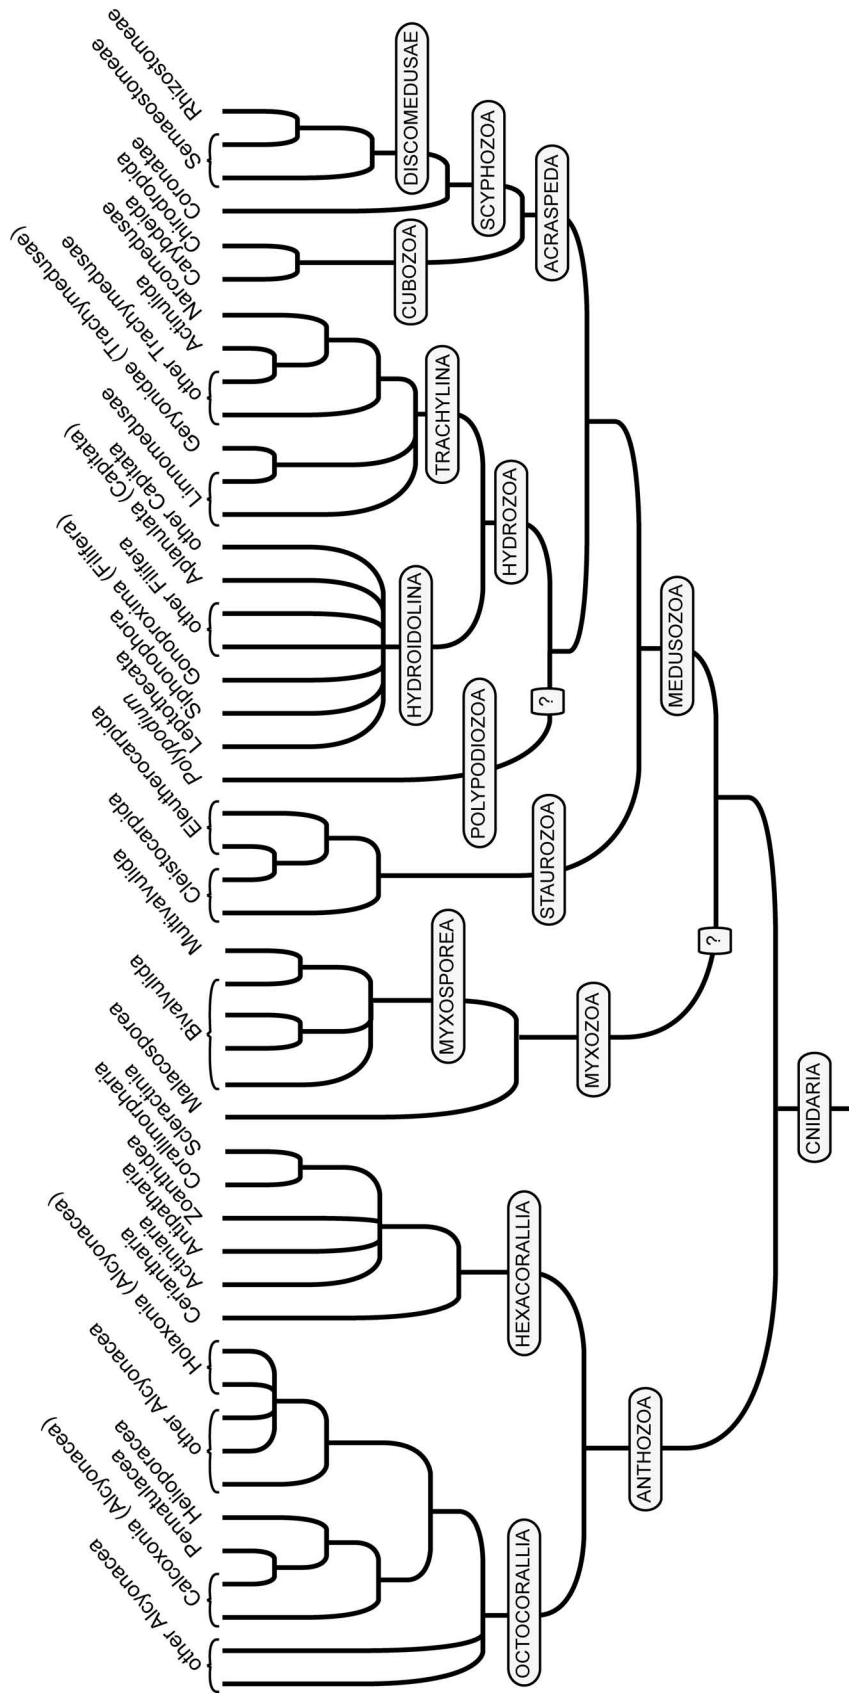 other Alcyonacea
Calcoxonia (Alcyonacea)
Pennatulacea
Helioporacea
other Alcyonacea
Holaxonia (Alcyonacea)
Ceriantharia
Actiniaria
Antipatharia
Zoanthidea
Corallimorpharia
Scleractinia
Malacosporea
Bivalvulida
Multivalvulida
Cleistocarpida
Eleutherocarpida
Polypodium
Leptothecata
Siphonophora
Gonoproxima (Filifera)
other Filifera
Aplanulata (Capitata)
other Capitata
Limnomedusae
Geryonidae (Trachymedusae)
other Trachymedusae
Actinulida
Narcomedusae
Carybdeida
Chirodropida
Coronatae
Semaeostomeae
Rhizostomeae
DISCOMEDUSAE
HYDROIDOLINA
CUBOZOA
TRACHYLINA
MYXOSPOREA
SCYPHOZOA
POLYPODIOZOA
HYDROZOA
OCTOCORALLIA
HEXACORALLIA
STAUROZOA
?
ACRASPEDA
MYXOZOA
ANTHOZOA
MEDUSOZOA
?
CNIDARIA